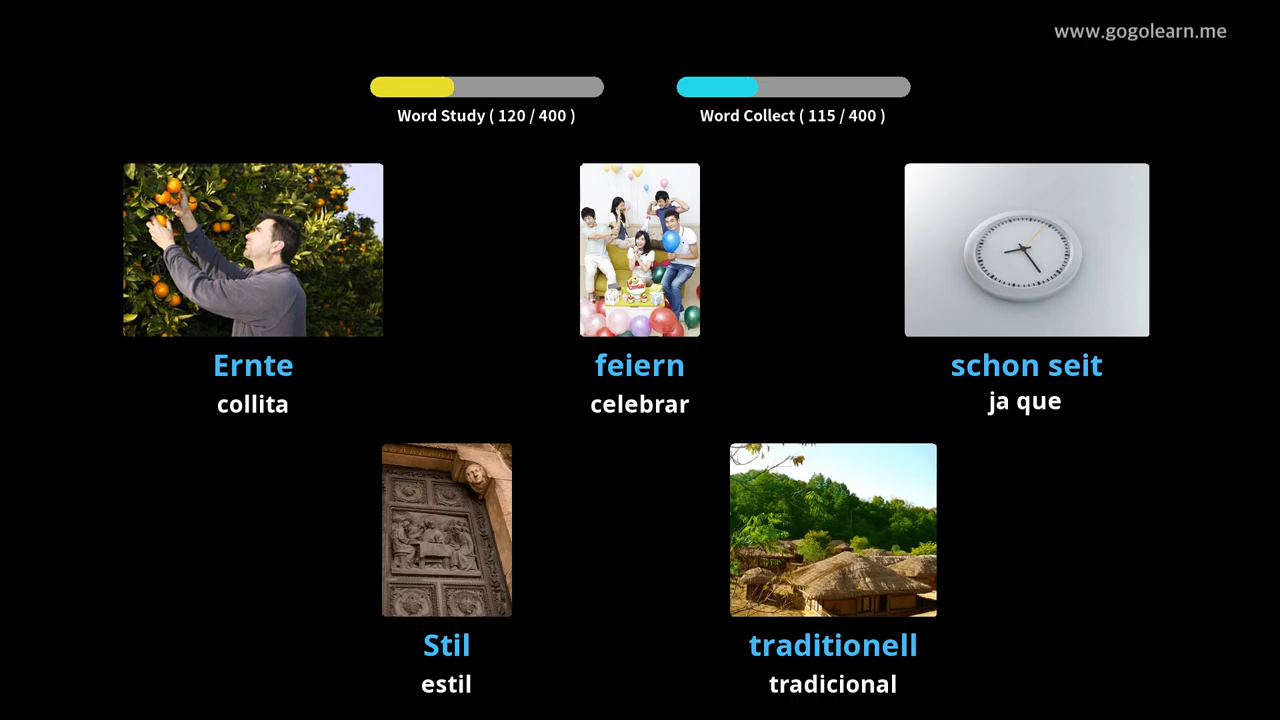 www.gogolearn.me
Word Study ( 120 / 400 )
Word Collect ( 115 / 400 )
Ernte
collita
feiern
celebrar
schon seit
ja que
Stil
estil
traditionell
tradicional